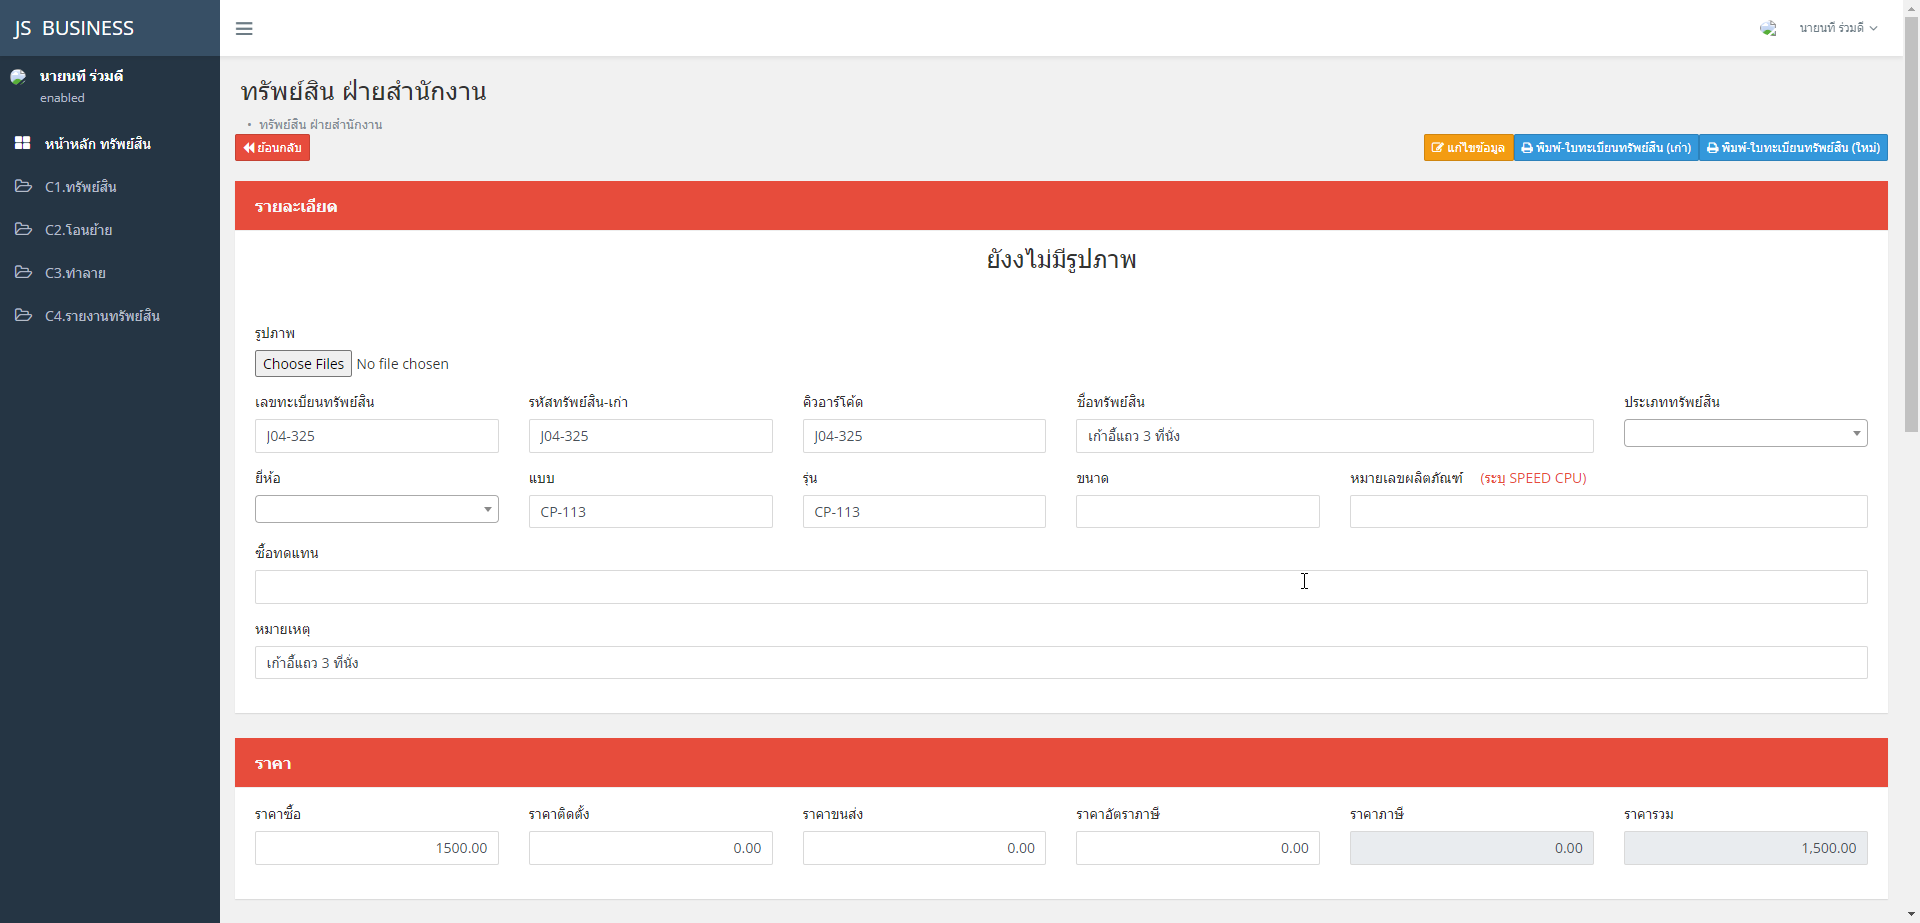 JS BUSINESS
นายนที ร่วมดี
นายนที ร่วมดี
enabled
หน้าหลัก ทรัพย์สิน
C1.ทรัพย์สิน
C2.โอนย้าย
C3.ทำลาย
C4.รายงานทรัพย์สิน
ทรัพย์สิน ฝ่ายสำนักงาน
• ทรัพย์สิน ฝ่ายสำนักงาน
ย้อนกลับ
แก้ไขข้อมูล พิมพ์-ใบทะเบียนทรัพย์สิน (เก่า) พิมพ์-ใบทะเบียนทรัพย์สิน (ใหม่)
รายละเอียด
ยังงไม่มีรูปภาพ
รูปภาพ
Choose Files No file chosen
เลขทะเบียนทรัพย์สิน รหัสทรัพย์สิน-เก่า คิวอาร์โค้ด ชื่อทรัพย์สิน ประเภททรัพย์สิน
J04-325 J04-325 J04-325 เก้าอี้แถว 3 ที่นั่ง
ยี่ห้อ แบบ รุ่น ขนาด หมายเลขผลิตภัณฑ์ (ระบุ SPEED CPU)
CP-113 CP-113
ซื้อทดแทน
หมายเหตุ
เก้าอี้แถว 3 ที่นั่ง
ราคา
ราคาซื้อ ราคาติดตั้ง ราคาขนส่ง ราคาอัตราภาษี ราคาภาษี ราคารวม
1500.00 0.00 0.00 0.00 0.00 1,500.00